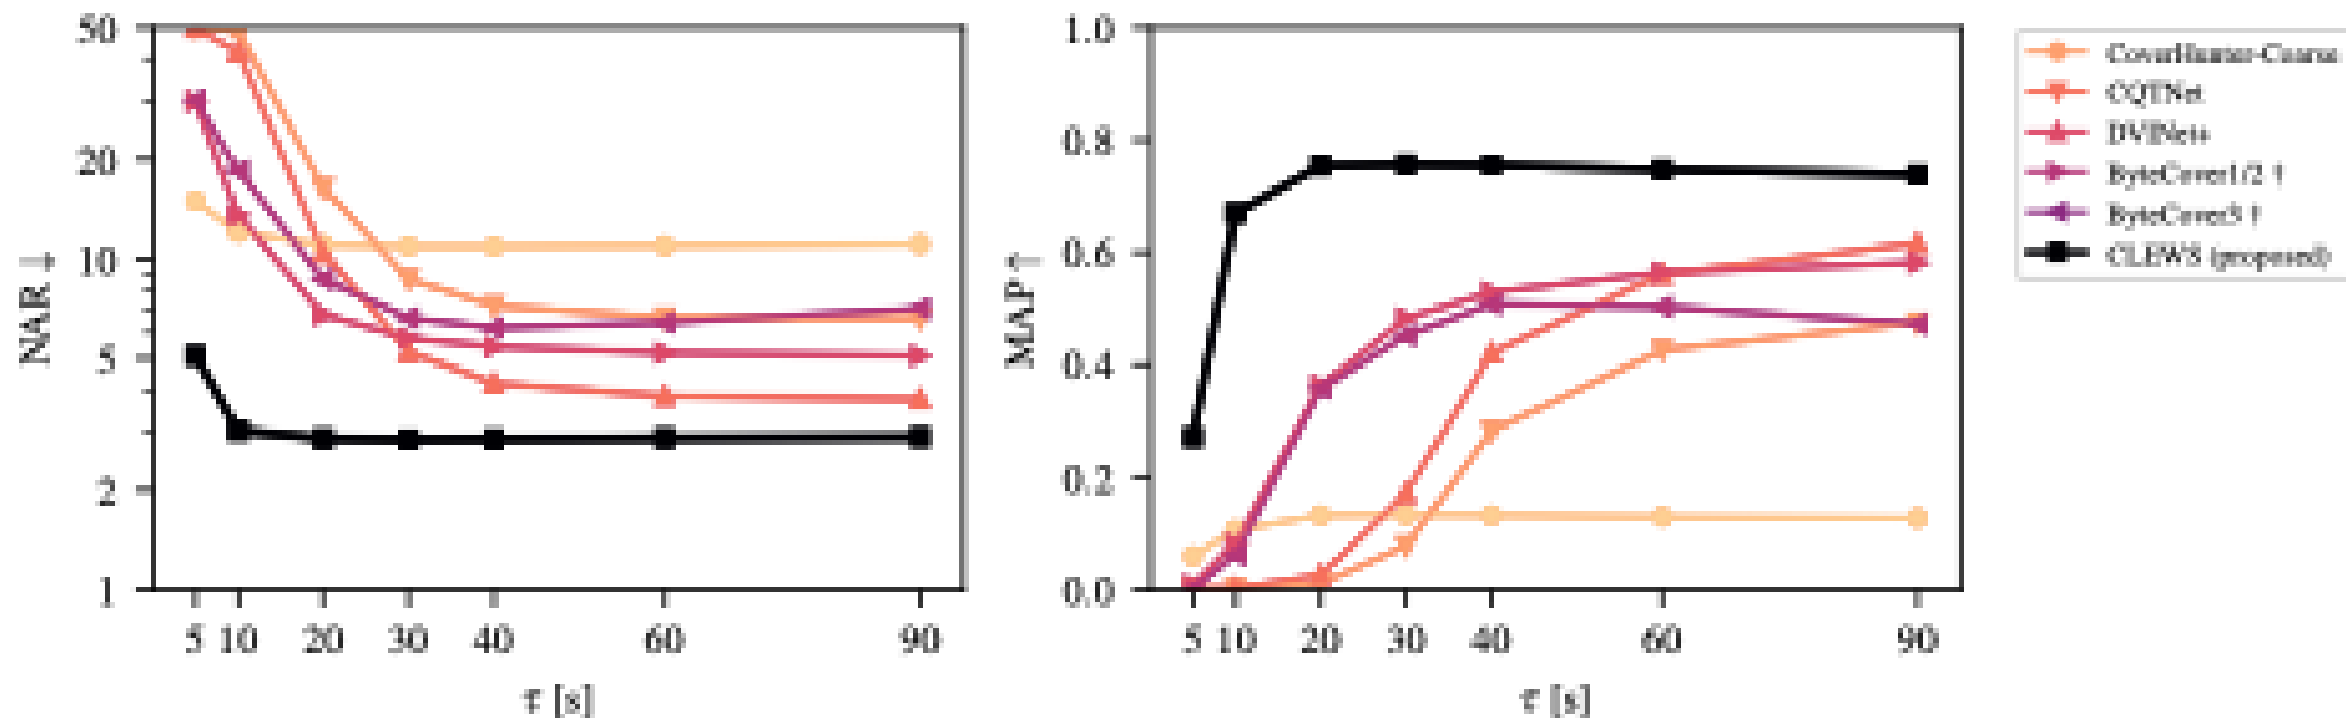 50
20
10
5
2
1
NAR ↓
5 10 20 30 40 60 90
τ [s]
1.0
0.8
0.6
0.4
0.2
0.0
MAP ↑
5 10 20 30 40 60 90
τ [s]
CoverHunter-Coarse
CQTNet
DVINet+
ByteCover1/2 †
ByteCover3 †
CLEWS (proposed)